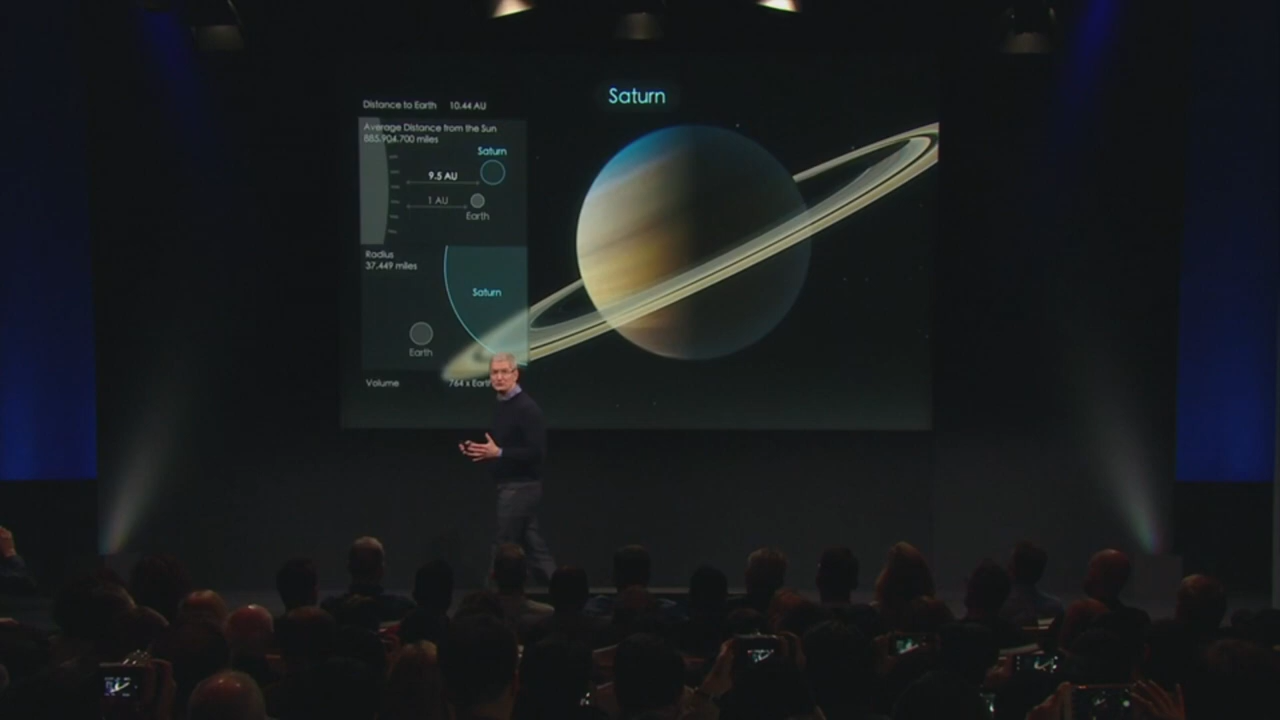 Saturn
Distance to Earth 10.44 AU
Average Distance from the Sun
885,904,700 miles
Saturn
9.5 AU
1 AU
Earth
Radius
37,449 miles
Saturn
Earth
Volume 764 x Earth